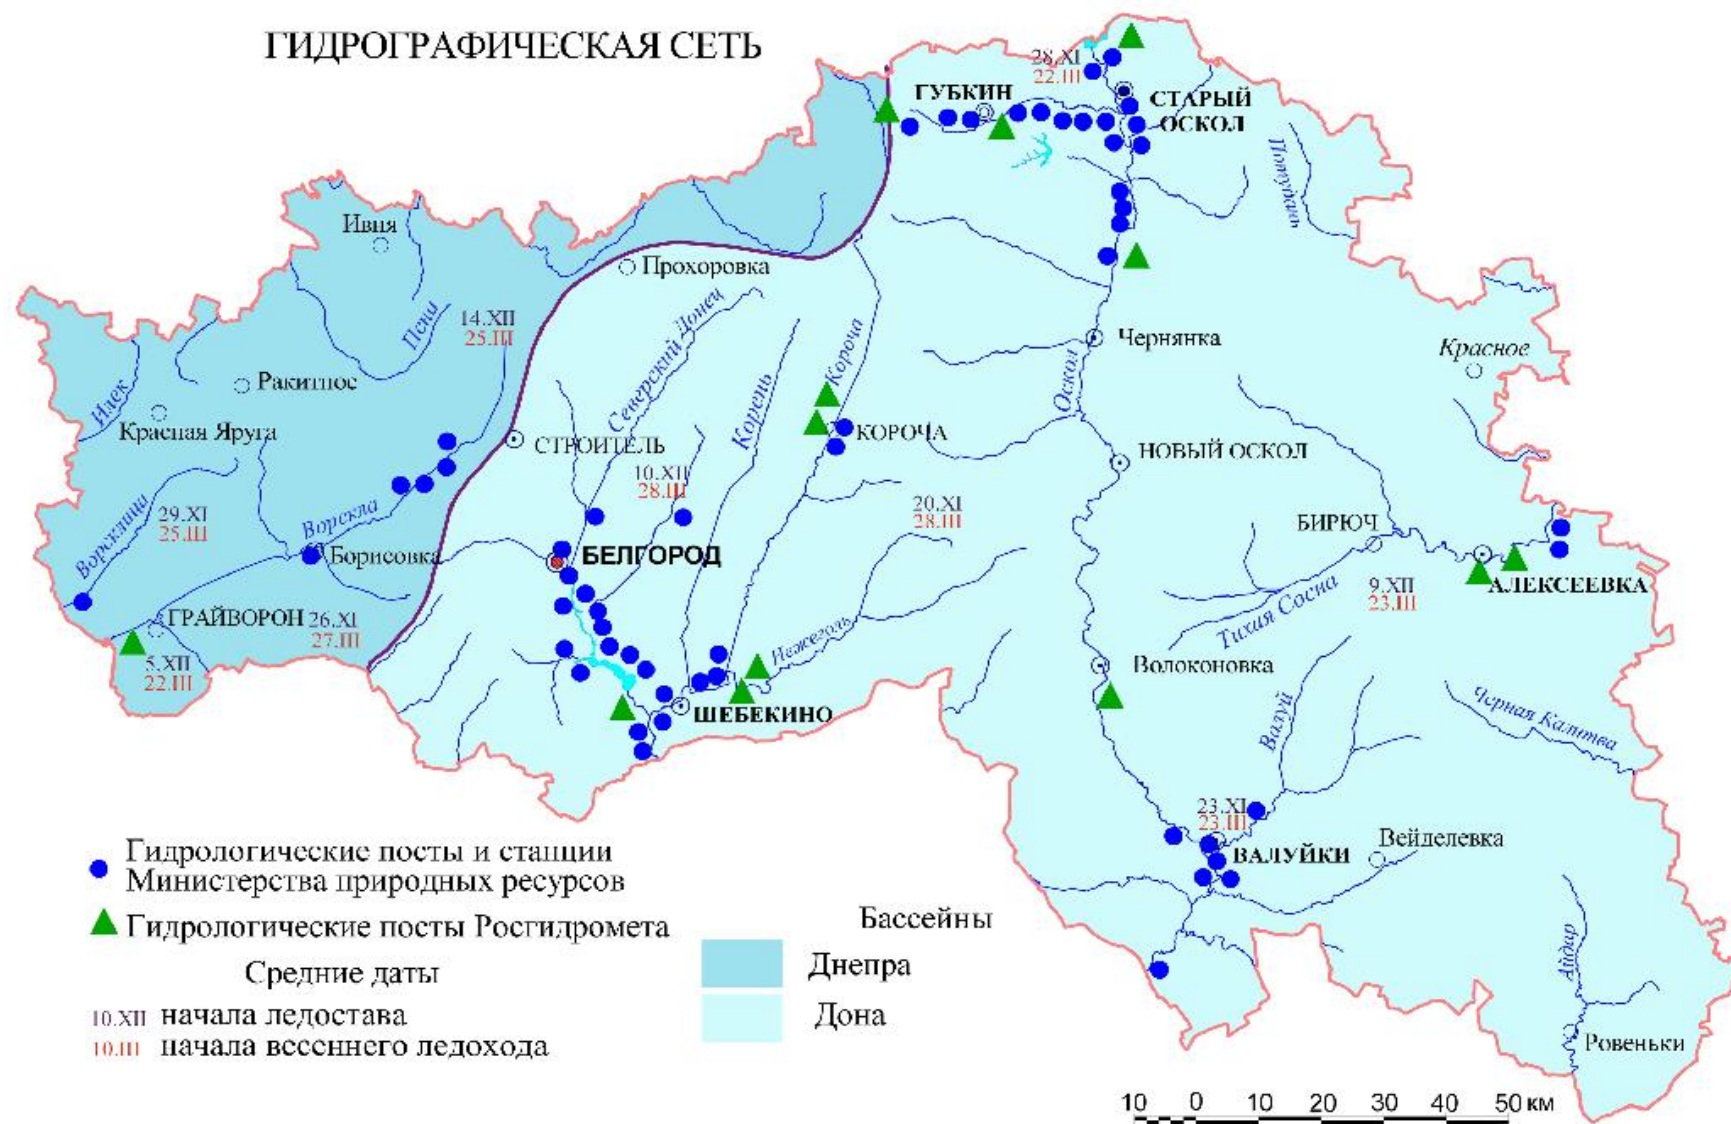 ГИДРОГРАФИЧЕСКАЯ СЕТЬ
28.XI
22.III
ГУБКИН
СТАРЫЙ
ОСКОЛ
Потудань
Ивня
Прохоровка
Пена
14.XII
25.III
Северский Донец
Короча
Оскол
Чернянка
Красное
Илек
Ракитное
Красная Яруга
Корень
СТРОИТЕЛЬ
КОРОЧА
НОВЫЙ ОСКОЛ
10.XII
28.III
20.XI
28.III
Ворсклица
29.XI
25.III
Ворскла
Борисовка
БЕЛГОРОД
БИРЮЧ
АЛЕКСЕЕВКА
9.XII
23.III
Тихая Сосна
ГРАЙВОРОН
26.XI
27.III
5.XII
22.III
Нежеголь
Волоконовка
ШЕБЕКИНО
Валуй
Черная Калитва
23.XI
23.III
ВАЛУЙКИ
Вейделевка
Айдар
Ровеньки
Гидрологические посты и станции
Министерства природных ресурсов
Гидрологические посты Росгидромета
Средние даты
10.XII начала ледостава
10.III начала весеннего ледохода
Бассейны
Днепра
Дона
10 0 10 20 30 40 50 км